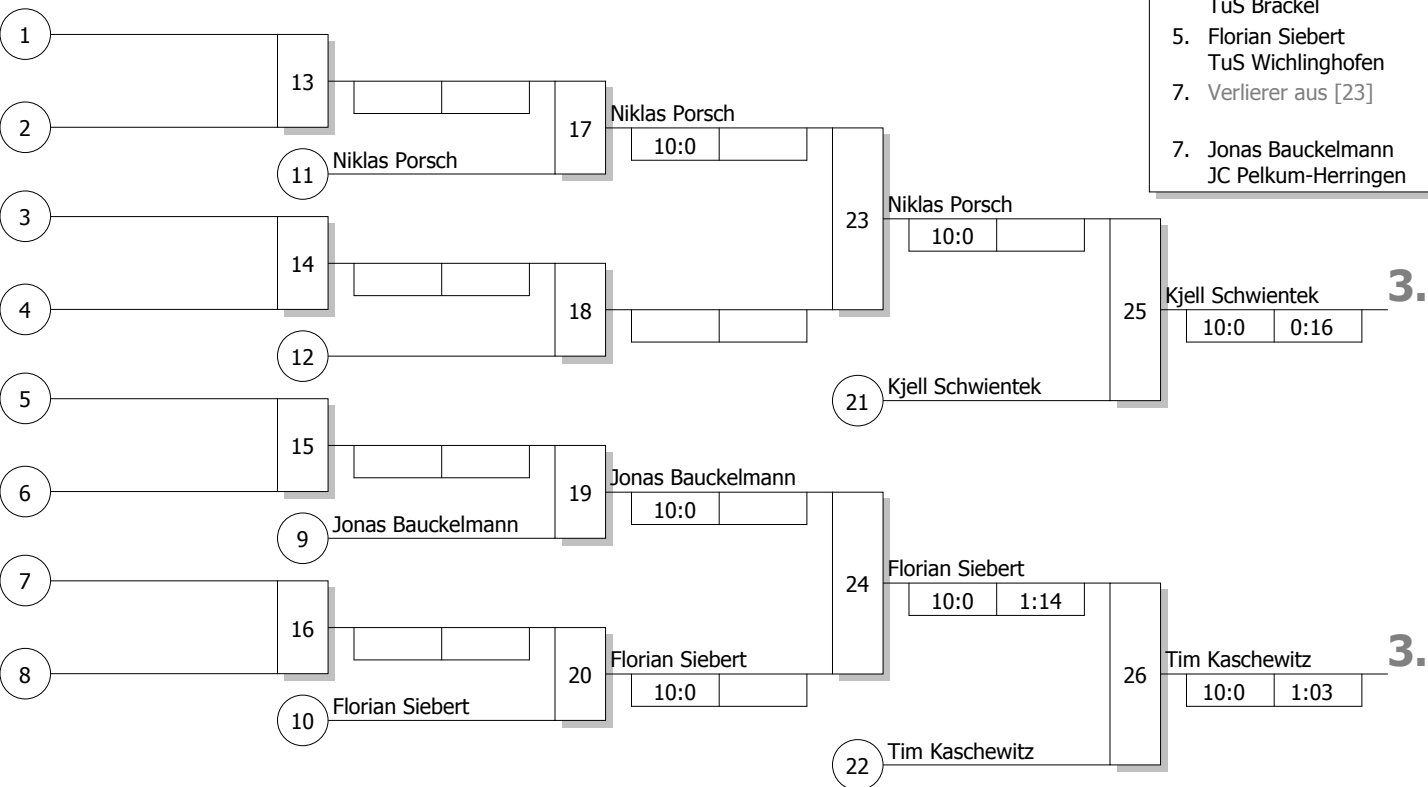 TuS Brackel
5. Florian Siebert
TuS Wichlinghofen
7. Verlierer aus [23]
7. Jonas Bauckelmann
JC Pelkum-Herringen
1
13
2
17
Niklas Porsch
10:0
11
Niklas Porsch
3
23
Niklas Porsch
10:0
14
4
18
25
Kjell Schwientek
3.
10:0 0:16
12
5
21
Kjell Schwientek
15
6
19
Jonas Bauckelmann
10:0
9
Jonas Bauckelmann
7
24
Florian Siebert
10:0 1:14
16
8
20
Florian Siebert
10:0
26
Tim Kaschewitz
3.
10:0 1:03
10
Florian Siebert
22
Tim Kaschewitz